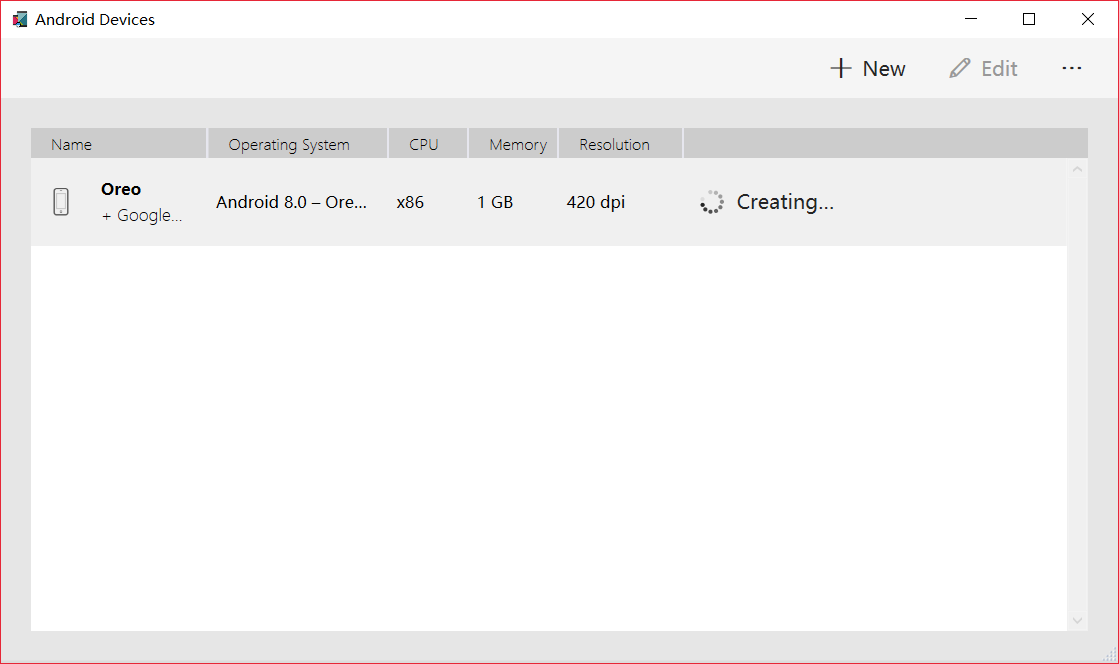 Android Devices
New Edit ...
Name Operating System CPU Memory Resolution
Oreo
+ Google...
Android 8.0 – Ore... x86 1 GB 420 dpi Creating...